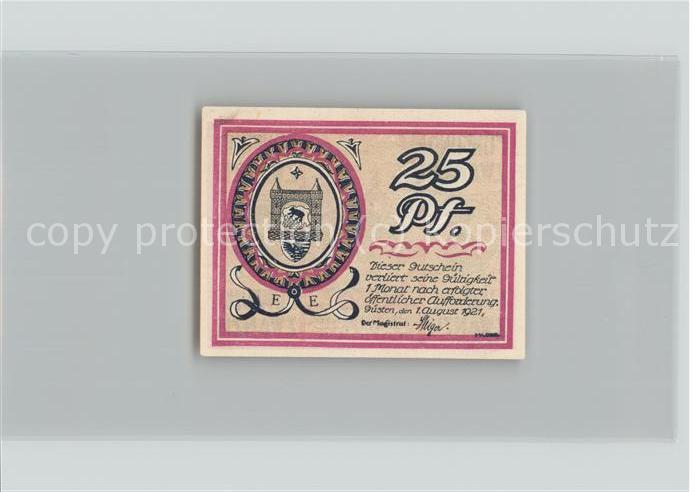 25
Pf.
Dieser Gutschein
verliert seine Gültigkeit
1 Monat nach erfolgter
öffentlicher Aufforderung.
Güsten, den 1. August 1921,
Der Magistrat:
E E
copy protection (c) Kopierschutz